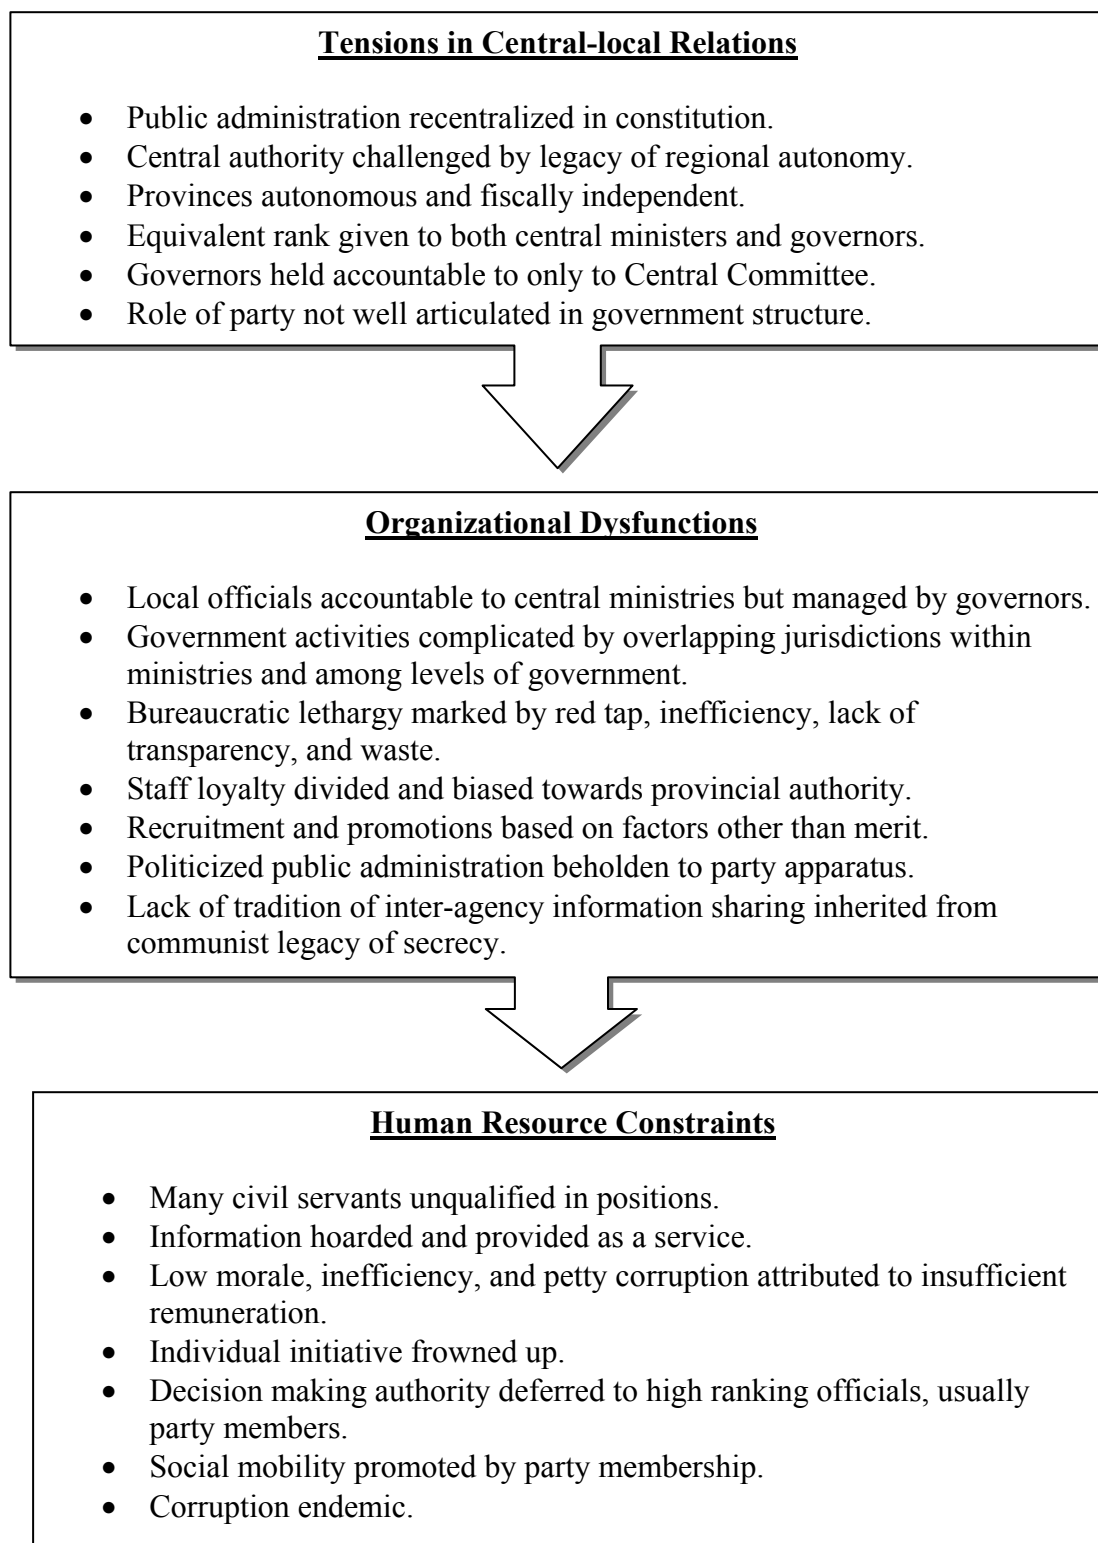 Tensions in Central-local Relations
• Public administration recentralized in constitution.
• Central authority challenged by legacy of regional autonomy.
• Provinces autonomous and fiscally independent.
• Equivalent rank given to both central ministers and governors.
• Governors held accountable to only to Central Committee.
• Role of party not well articulated in government structure.
Organizational Dysfunctions
• Local officials accountable to central ministries but managed by governors.
• Government activities complicated by overlapping jurisdictions within
ministries and among levels of government.
• Bureaucratic lethargy marked by red tap, inefficiency, lack of
transparency, and waste.
• Staff loyalty divided and biased towards provincial authority.
• Recruitment and promotions based on factors other than merit.
• Politicized public administration beholden to party apparatus.
• Lack of tradition of inter-agency information sharing inherited from
communist legacy of secrecy.
Human Resource Constraints
• Many civil servants unqualified in positions.
• Information hoarded and provided as a service.
• Low morale, inefficiency, and petty corruption attributed to insufficient
remuneration.
• Individual initiative frowned up.
• Decision making authority deferred to high ranking officials, usually
party members.
• Social mobility promoted by party membership.
• Corruption endemic.